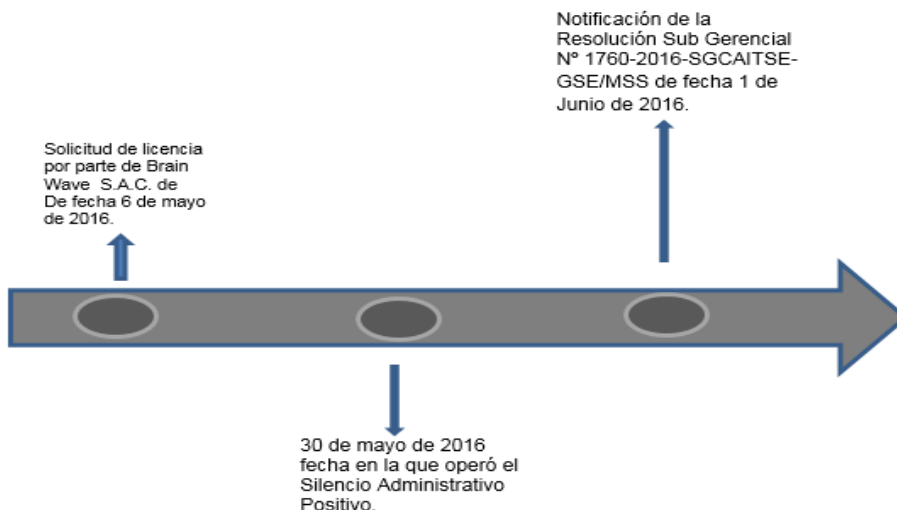 Notificación de la
Resolución Sub Gerencial
Nº 1760-2016-SGCAITSE-
GSE/MSS de fecha 1 de
Junio de 2016.
Solicitud de licencia
por parte de Brain
Wave S.A.C. de
De fecha 6 de mayo
de 2016.
30 de mayo de 2016
fecha en la que operó el
Silencio Administrativo
Positivo.